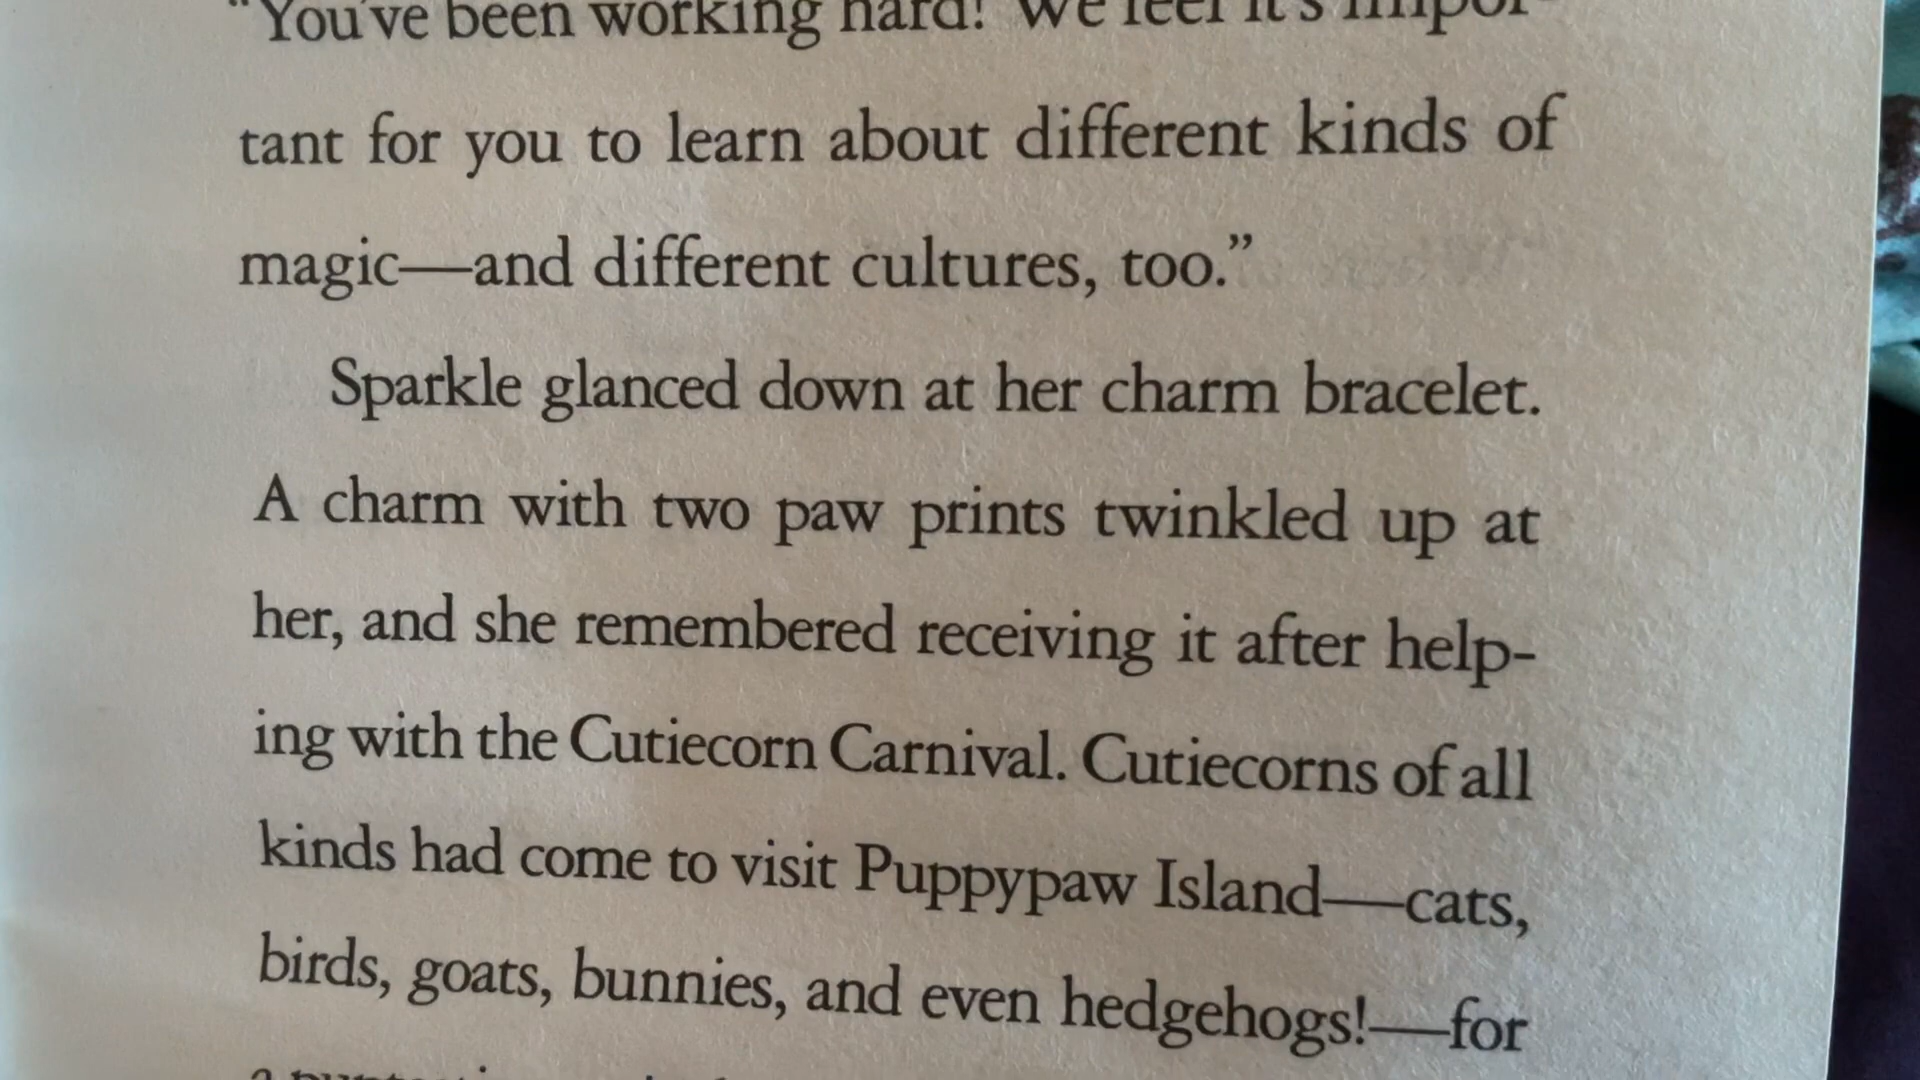 "You've been working hard! We feel it's impor-
tant for you to learn about different kinds of
magic—and different cultures, too."
Sparkle glanced down at her charm bracelet.
A charm with two paw prints twinkled up at
her, and she remembered receiving it after help-
ing with the Cutiecorn Carnival. Cutiecorns of all
kinds had come to visit Puppypaw Island—cats,
birds, goats, bunnies, and even hedgehogs!—for
a